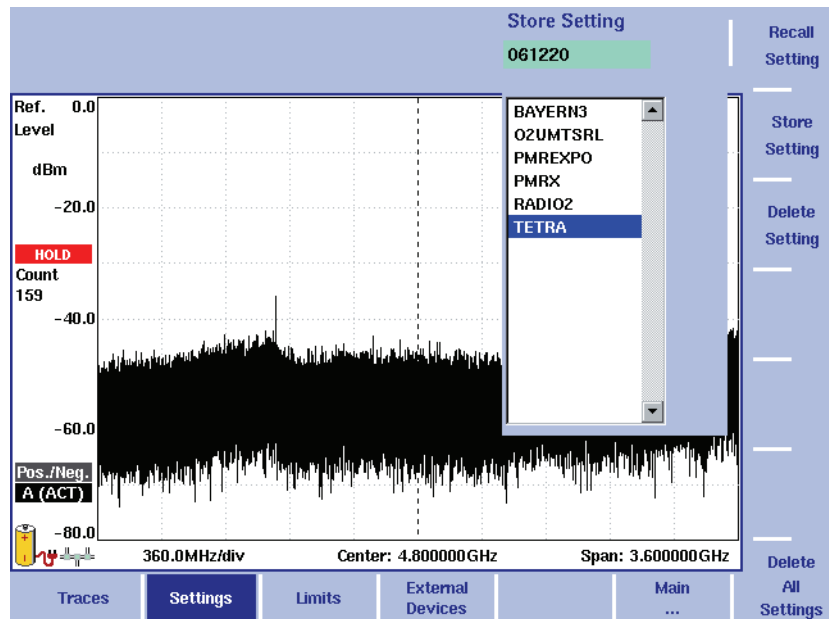 Store Setting
061220
Recall
Setting
Ref. 0.0
Level
dBm
-20.0
HOLD
Count
159
-40.0
-60.0
Pos./Neg.
A (ACT)
-80.0
BAYERN3
O2UMTSRL
PMREXPO
PMRX
RADIO2
TETRA
Store
Setting
Delete
Setting
360.0MHz/div Center: 4.800000GHz Span: 3.600000GHz
Delete
All
Settings
Traces
Settings
Limits
External
Devices
Main
...